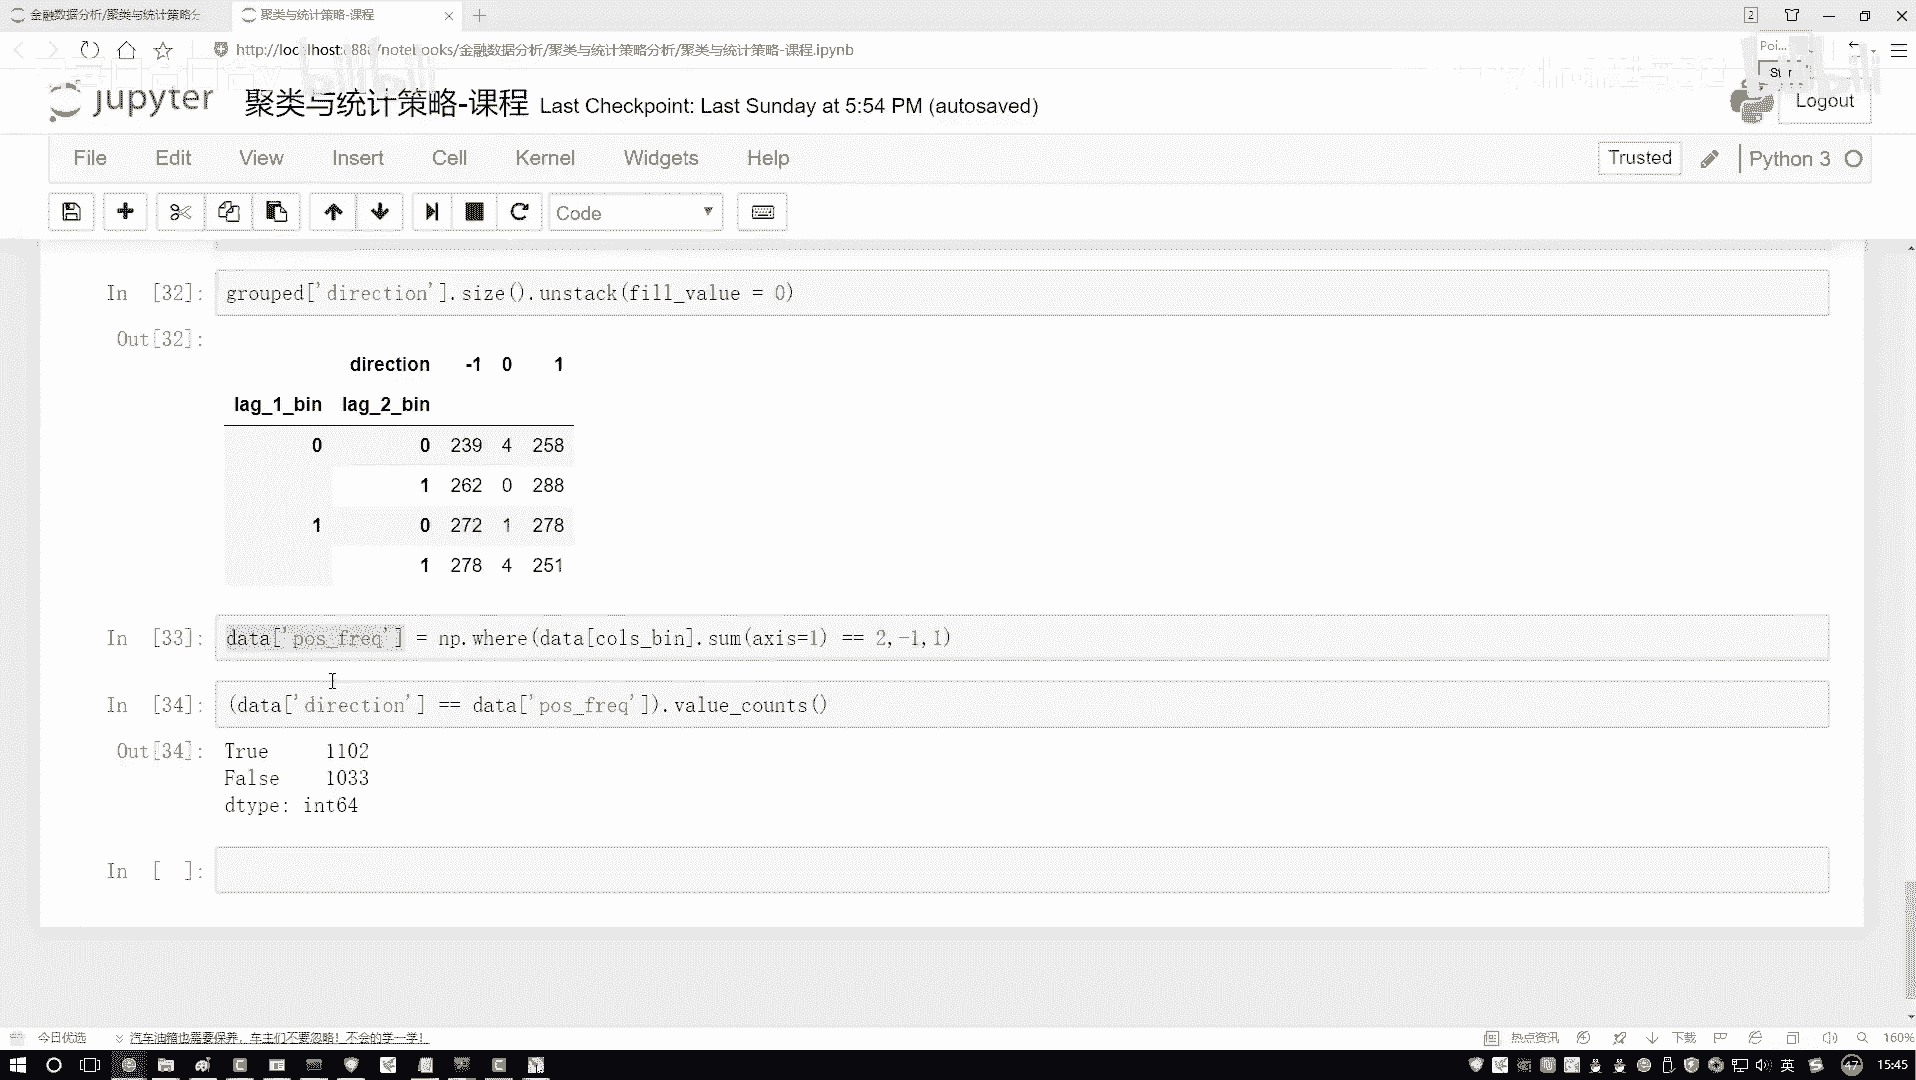 金融数据分析/聚类与统计策略分
聚类与统计策略-课程
2
/notebooks/金融数据分析/聚类与统计策略分析/聚类与统计策略-课程.ipynb
Poi...
jupyter 聚类与统计策略-课程 Last Checkpoint: Last Sunday at 5:54 PM (autosaved)
Logout
File Edit View Insert Cell Kernel Widgets Help
Trusted Python 3
Code
In [32]: grouped['direction'].size().unstack(fill_value = 0)
Out[32]:
direction -1 0 1
lag_1_bin lag_2_bin
0 0 239 4 258
1 262 0 288
1 0 272 1 278
1 278 4 251
In [33]: data['pos_freq'] = np.where(data[cols_bin].sum(axis=1) == 2,-1,1)
In [34]: (data['direction'] == data['pos_freq']).value_counts()
Out[34]: True 1102
False 1033
dtype: int64
In [ ]:
今日优选 汽车油箱也需要保养，车主们不要忽略！不会的学一学！ 热点资讯 下载 160%
英 47 15:45